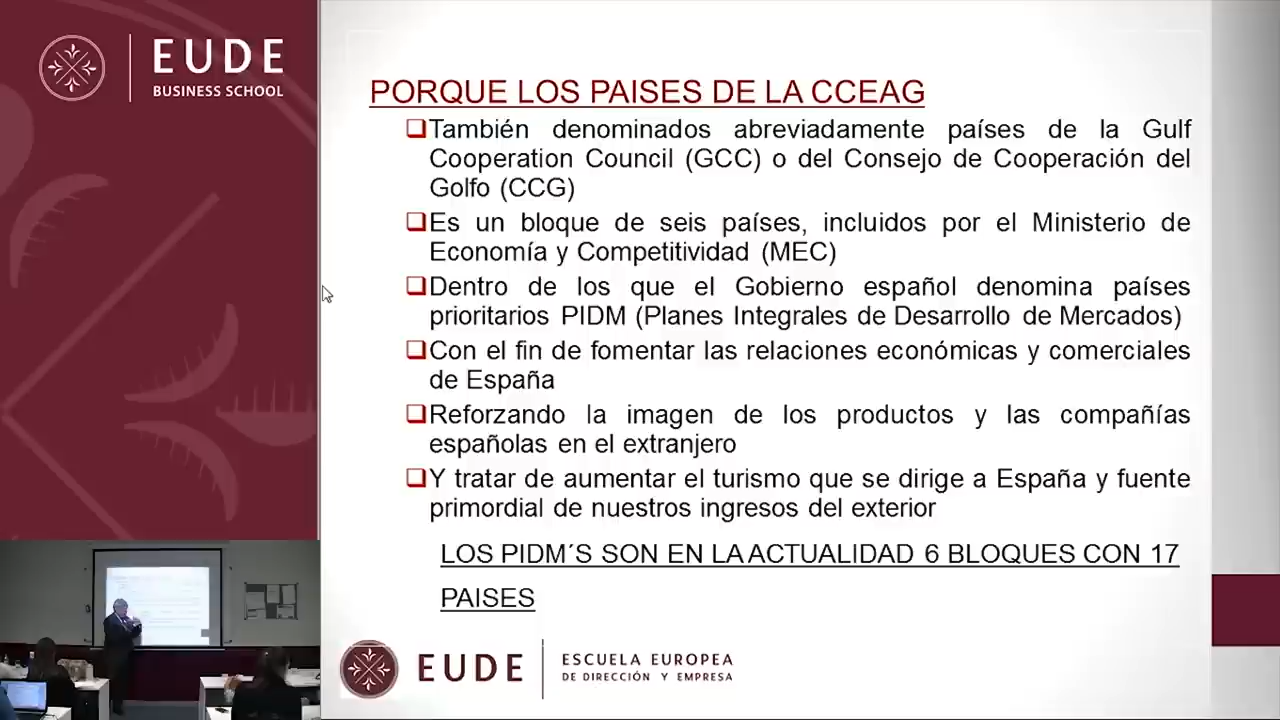 EUDE
BUSINESS SCHOOL
PORQUE LOS PAISES DE LA CCEAG
También denominados abreviadamente países de la Gulf
Cooperation Council (GCC) o del Consejo de Cooperación del
Golfo (CCG)
Es un bloque de seis países, incluidos por el Ministerio de
Economía y Competitividad (MEC)
Dentro de los que el Gobierno español denomina países
prioritarios PIDM (Planes Integrales de Desarrollo de Mercados)
Con el fin de fomentar las relaciones económicas y comerciales
de España
Reforzando la imagen de los productos y las compañías
españolas en el extranjero
Y tratar de aumentar el turismo que se dirige a España y fuente
primordial de nuestros ingresos del exterior
LOS PIDM´S SON EN LA ACTUALIDAD 6 BLOQUES CON 17
PAISES
EUDE
ESCUELA EUROPEA
DE DIRECCIÓN Y EMPRESA